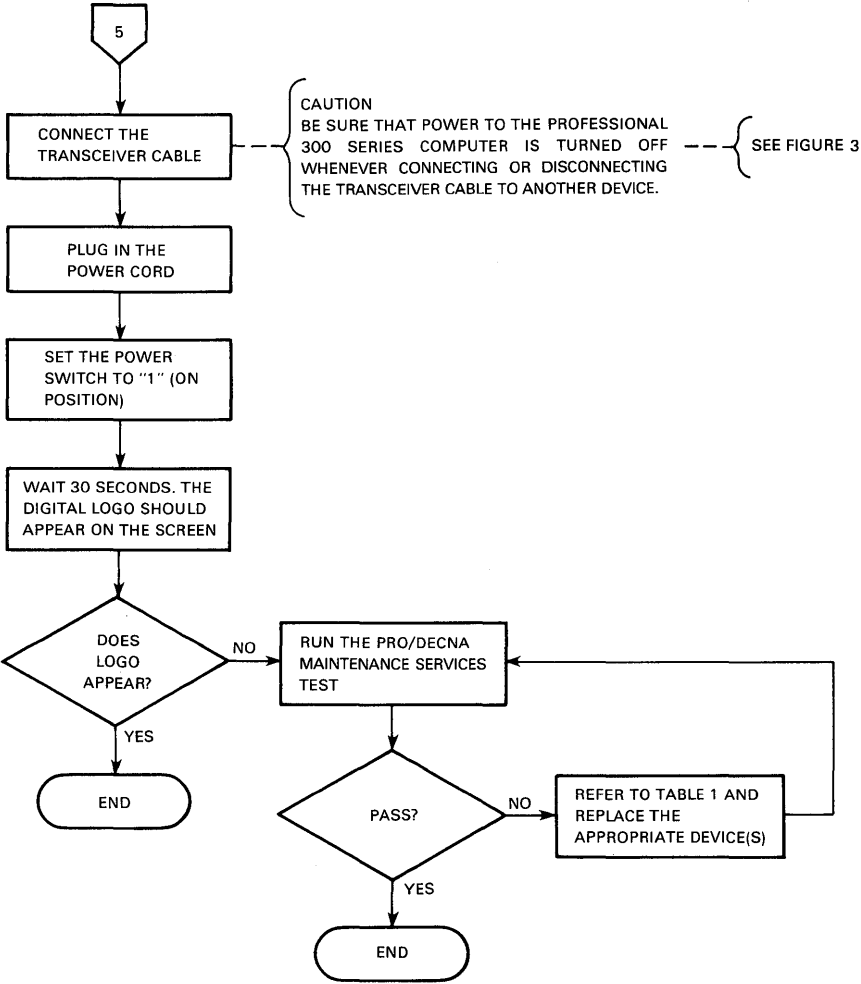 5
CONNECT THE
TRANSCEIVER CABLE
CAUTION
BE SURE THAT POWER TO THE PROFESSIONAL
300 SERIES COMPUTER IS TURNED OFF
WHENEVER CONNECTING OR DISCONNECTING
THE TRANSCEIVER CABLE TO ANOTHER DEVICE.
SEE FIGURE 3
PLUG IN THE
POWER CORD
SET THE POWER
SWITCH TO "1" (ON
POSITION)
WAIT 30 SECONDS. THE
DIGITAL LOGO SHOULD
APPEAR ON THE SCREEN
DOES
LOGO
APPEAR?
NO
YES
END
RUN THE PRO/DECNA
MAINTENANCE SERVICES
TEST
PASS?
NO
YES
END
REFER TO TABLE 1 AND
REPLACE THE
APPROPRIATE DEVICE(S)